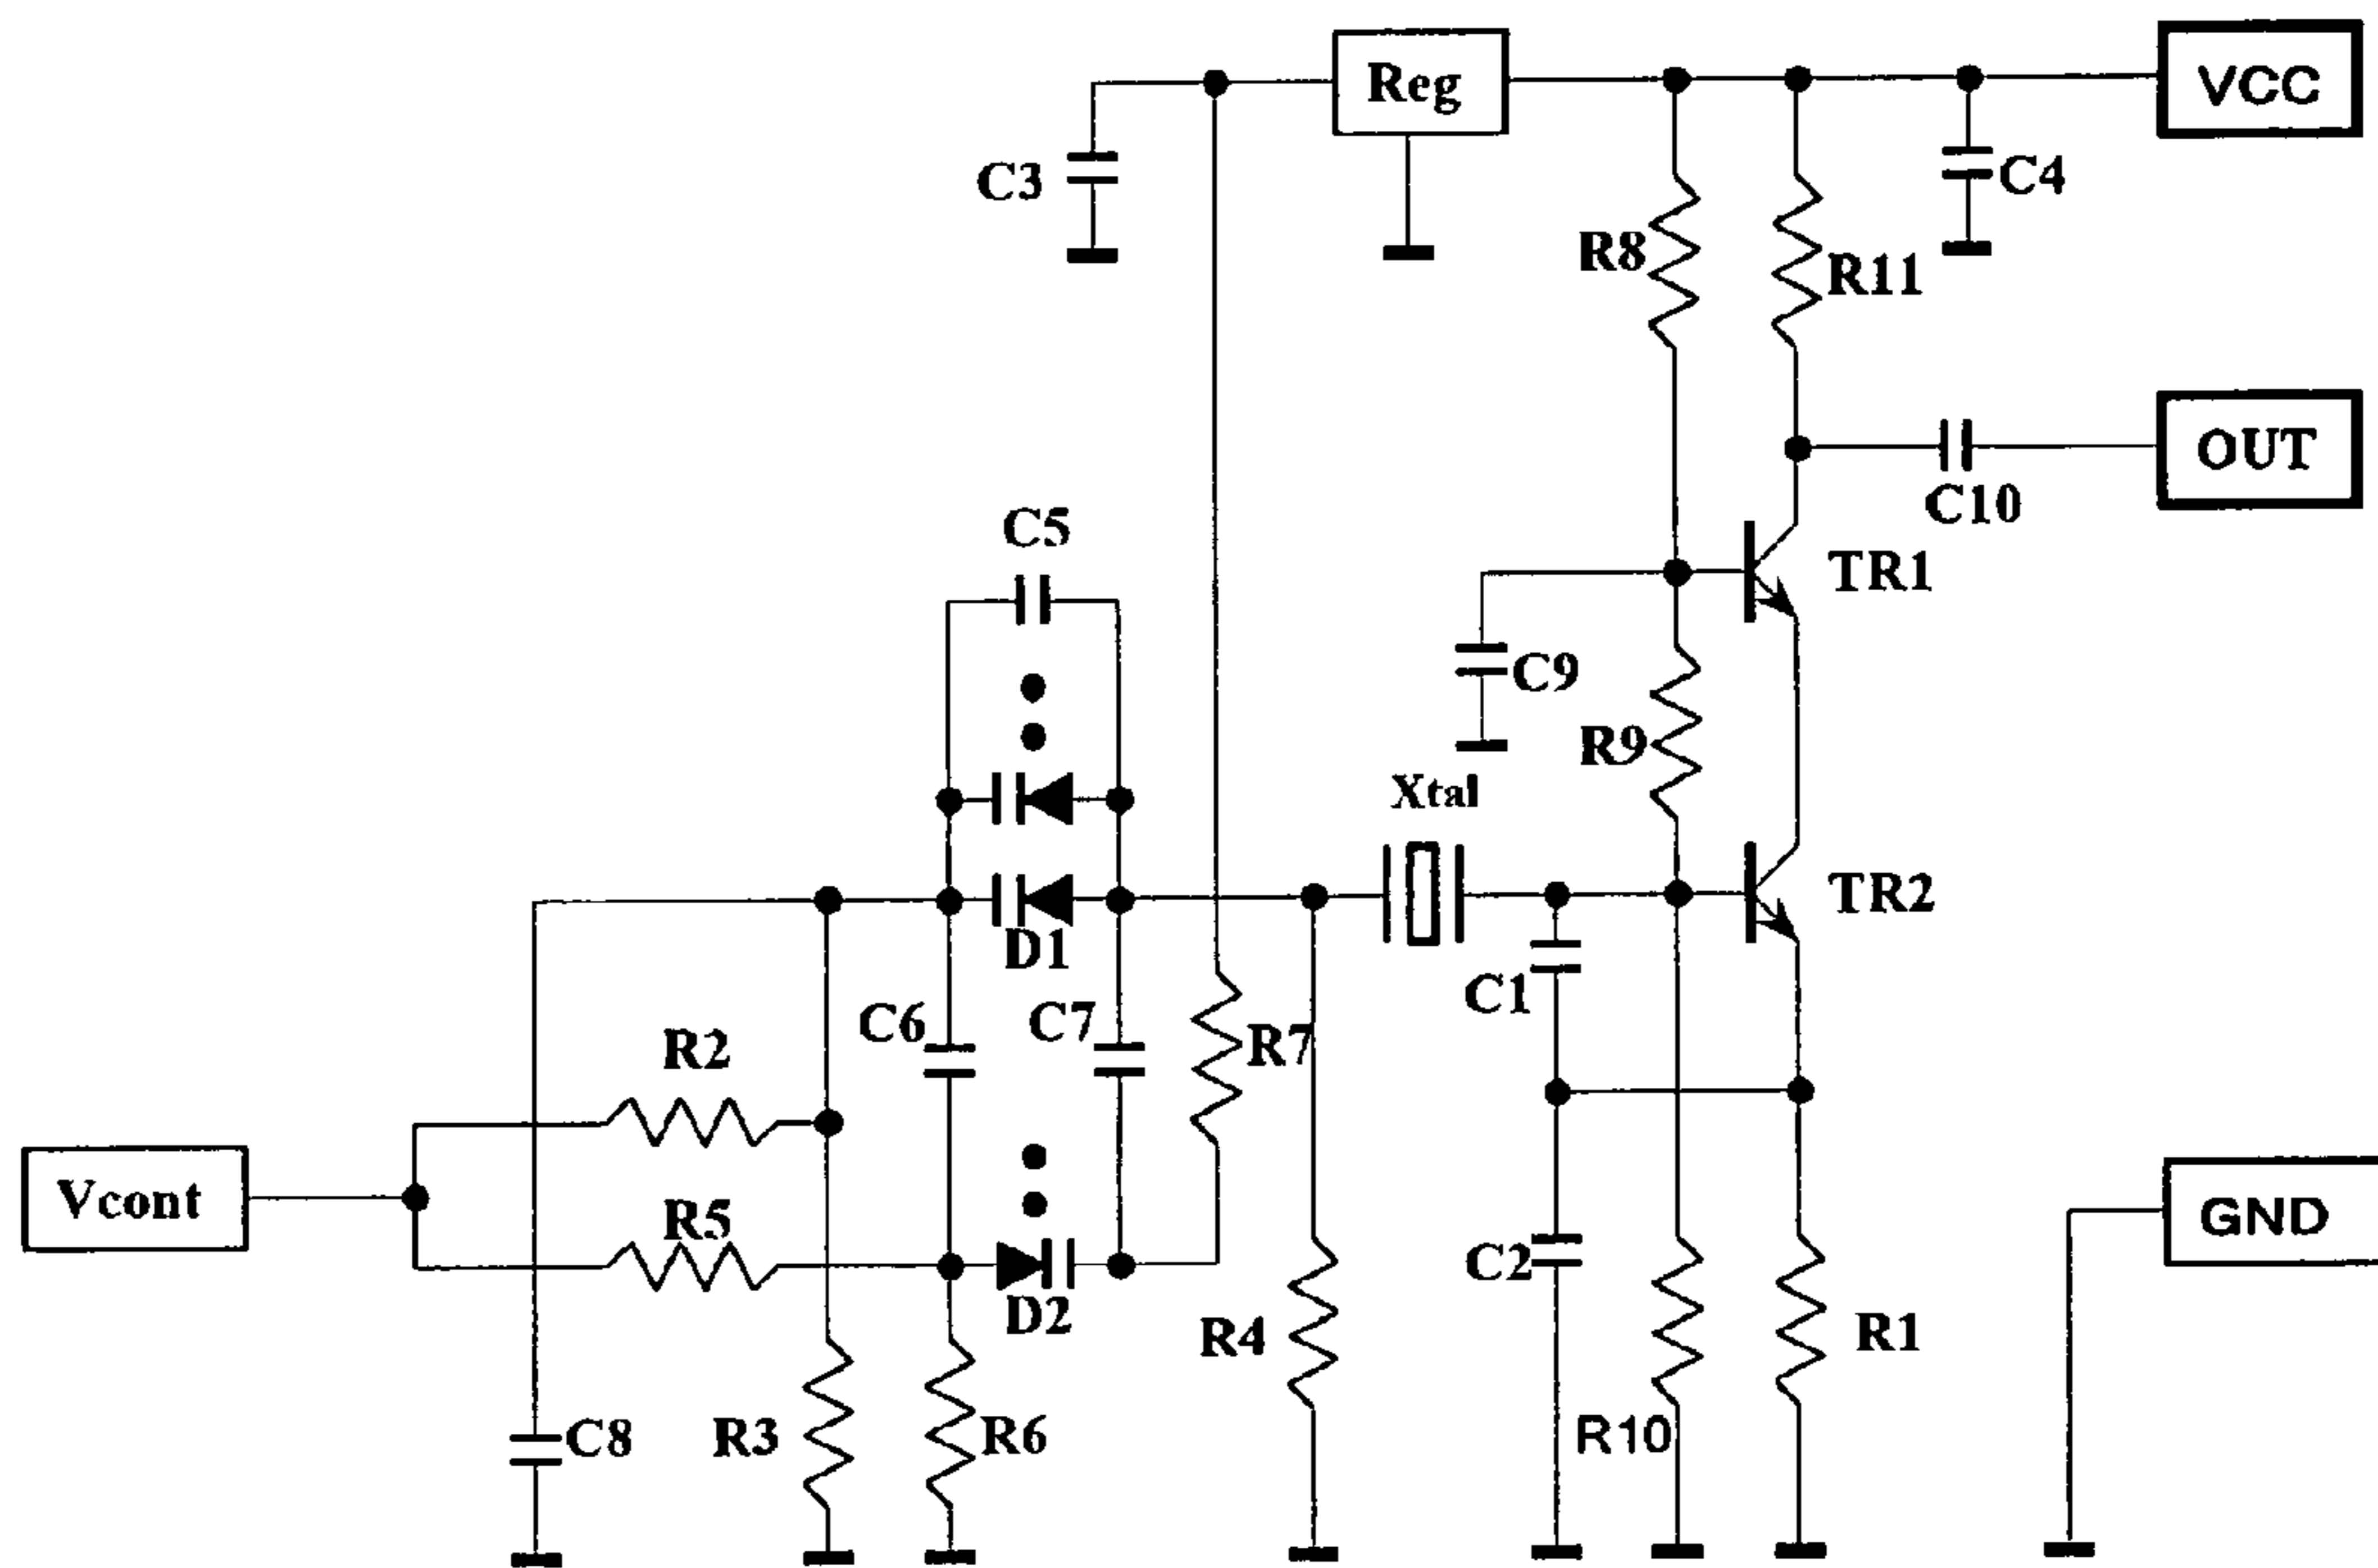 Reg
VCC
C3
C4
R8
R11
OUT
C10
C5
TR1
C9
R9
Xtal
TR2
D1
C1
C6
C7
R2
R7
Vcont
R5
GND
C2
D2
R4
R1
C8
R3
R6
R10